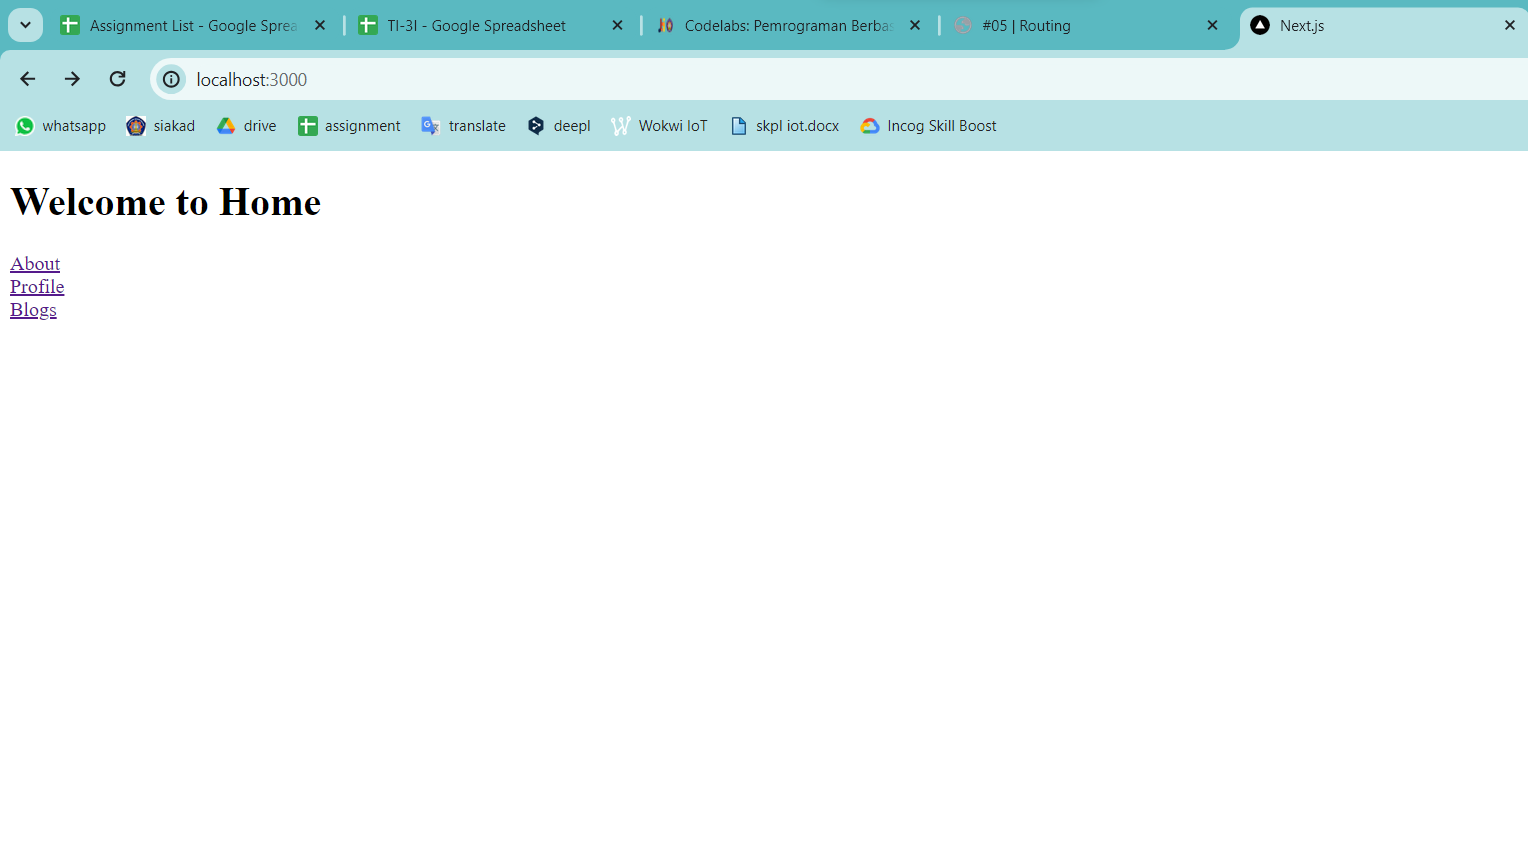 Assignment List - Google Sprea
TI-3I - Google Spreadsheet
Codelabs: Pemrograman Berbas
#05 | Routing
Next.js
localhost:3000
whatsapp
siakad
drive
assignment
translate
deepl
Wokwi IoT
skpl iot.docx
Incog Skill Boost
Welcome to Home
About
Profile
Blogs